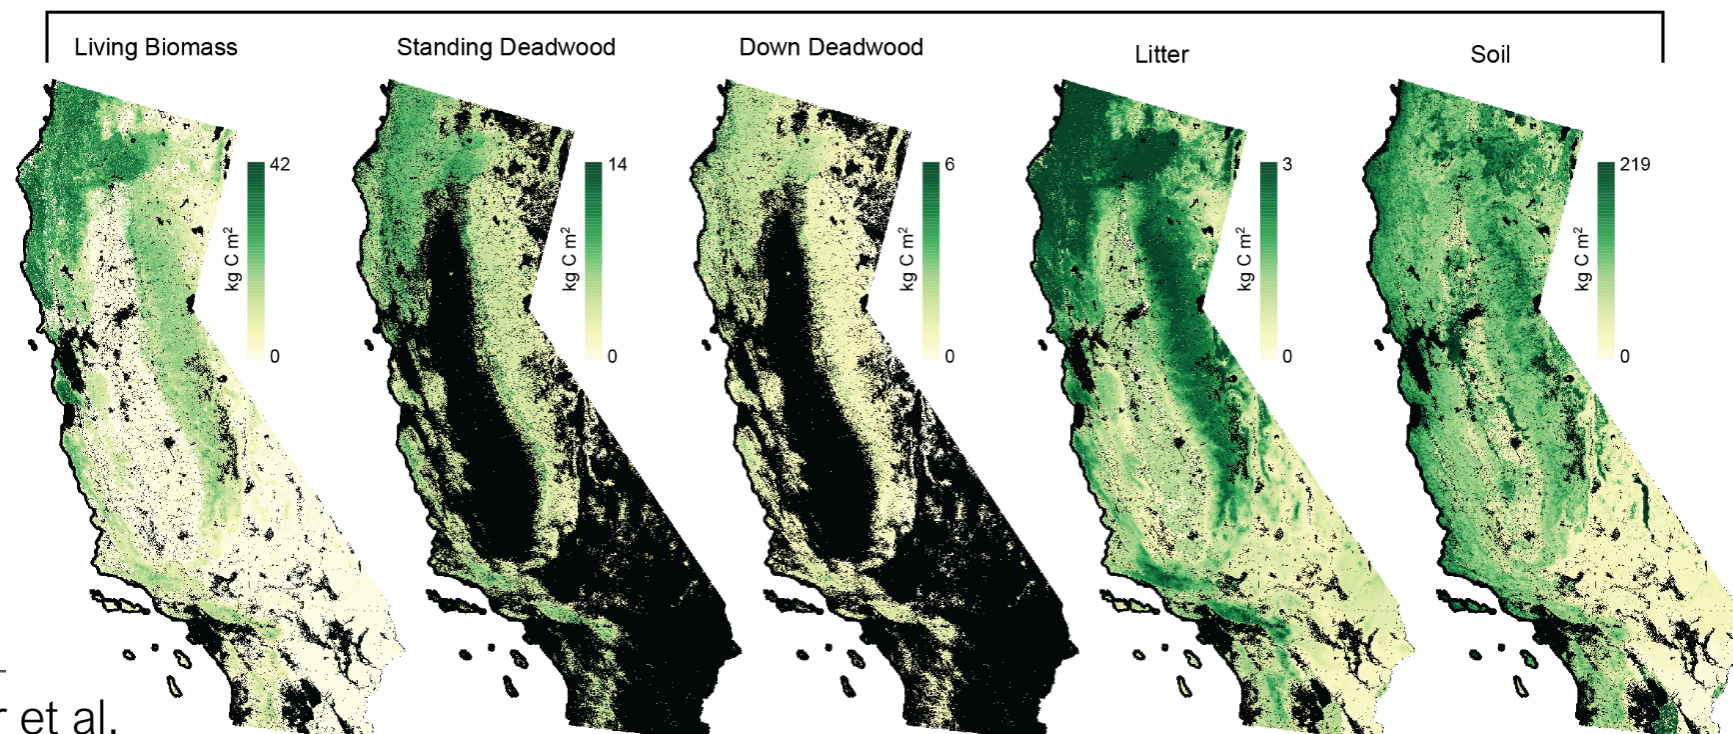 Living Biomass
Standing Deadwood
Down Deadwood
Litter
Soil
42
kg C m²
0
14
kg C m²
0
6
kg C m²
0
3
kg C m²
0
219
kg C m²
0
r et al.